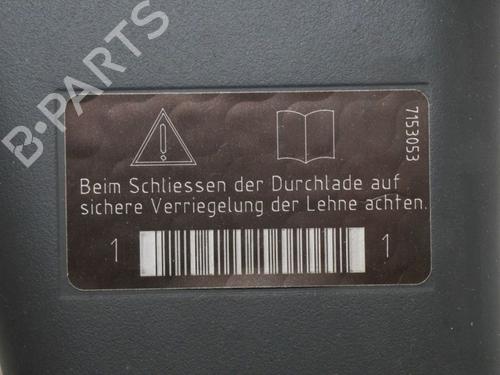 B-PARTS
7153053
Beim Schliessen der Durchlade auf
sichere Verriegelung der Lehne achten.
1 1